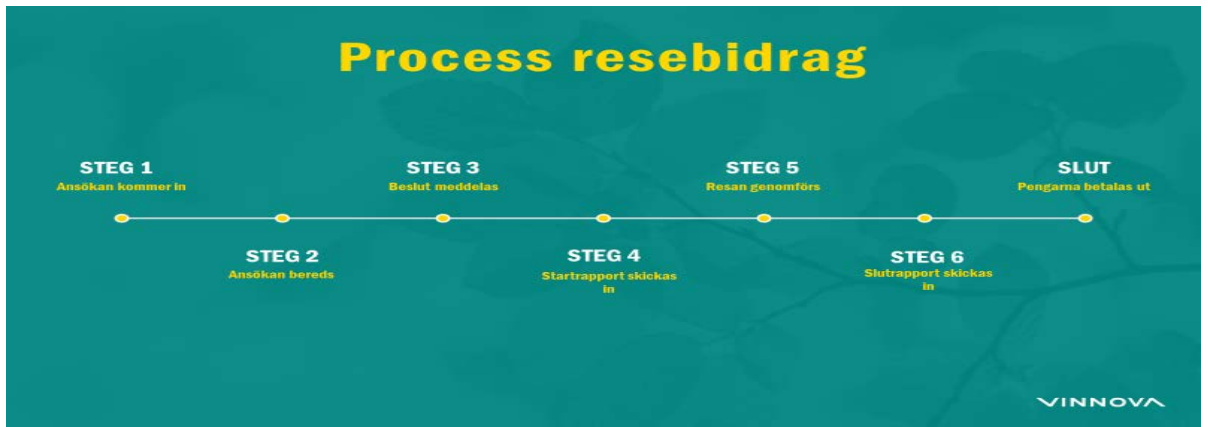 Process resebidrag
STEG 1
Ansökan kommer in
STEG 2
Ansökan bereds
STEG 3
Beslut meddelas
STEG 4
Startrapport skickas
in
STEG 5
Resan genomförs
STEG 6
Slutrapport skickas
in
SLUT
Pengarna betalas ut
VINNOVA